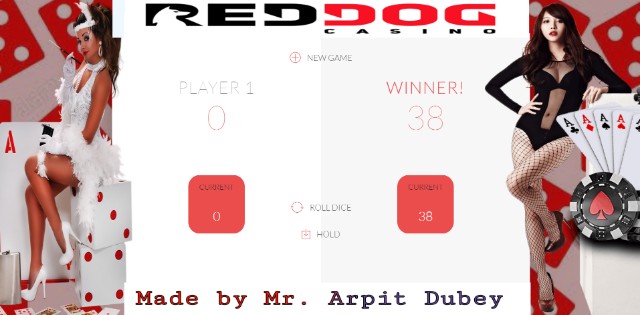 REDDOG
CASINO
NEW GAME
PLAYER 1
WINNER!
0
38
CURRENT
CURRENT
0
38
ROLL DICE
HOLD
A
A A A A
Made by Mr. Arpit Dubey